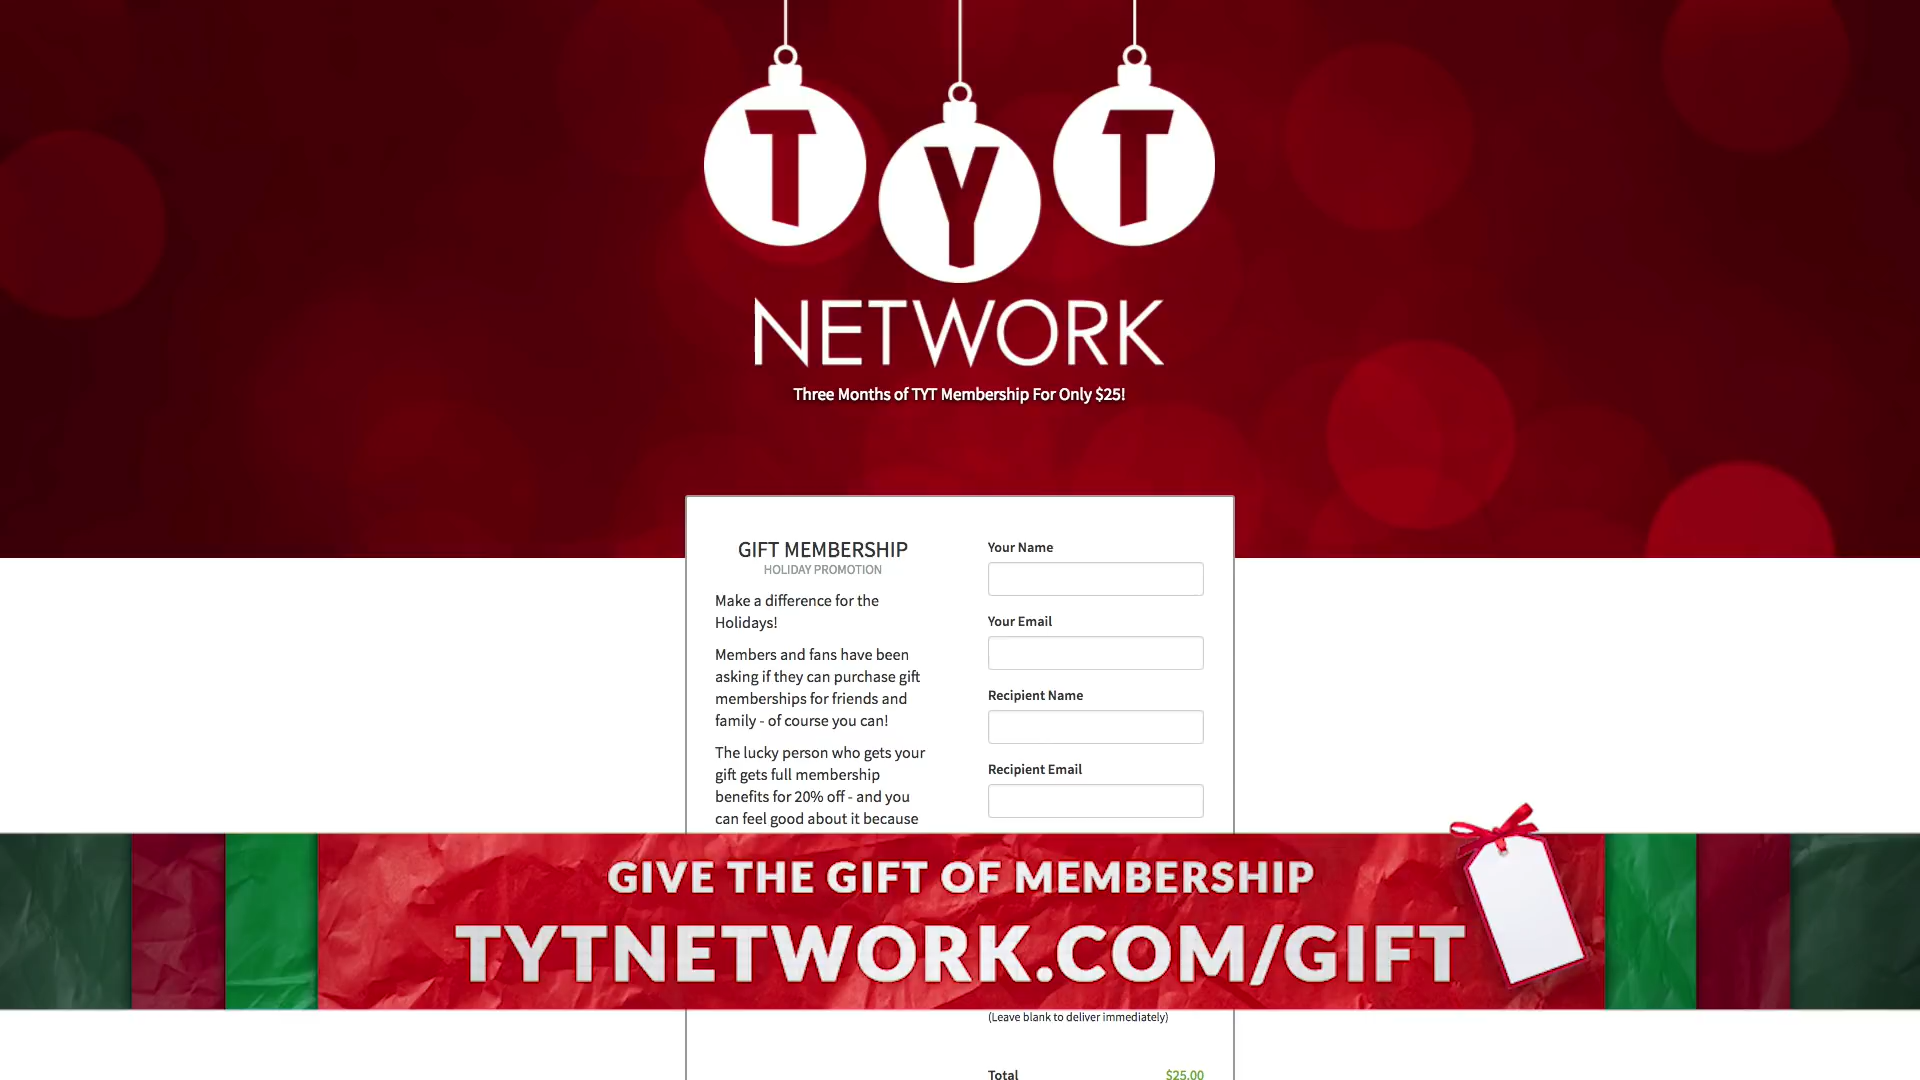 TYT
NETWORK
Three Months of TYT Membership For Only $25!
GIFT MEMBERSHIP
HOLIDAY PROMOTION
Make a difference for the
Holidays!
Members and fans have been
asking if they can purchase gift
memberships for friends and
family - of course you can!
The lucky person who gets your
gift gets full membership
benefits for 20% off - and you
can feel good about it because
Your Name
Your Email
Recipient Name
Recipient Email
GIVE THE GIFT OF MEMBERSHIP
TYTNETWORK.COM/GIFT
(Leave blank to deliver immediately)
Total $25.00